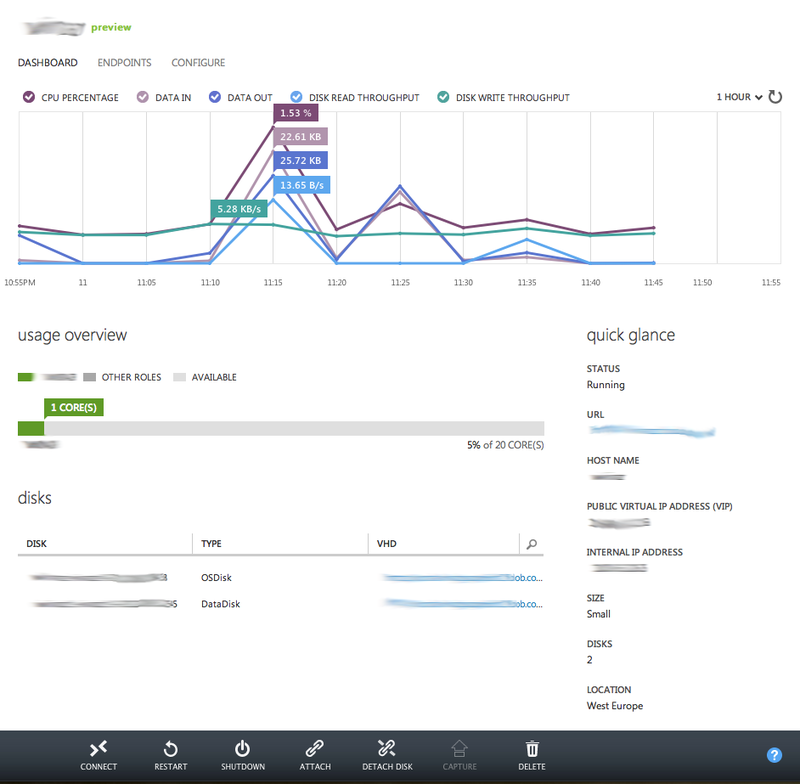 preview
DASHBOARD ENDPOINTS CONFIGURE
CPU PERCENTAGE DATA IN DATA OUT DISK READ THROUGHPUT DISK WRITE THROUGHPUT 1 HOUR
1.53 %
22.61 KB
25.72 KB
13.65 B/s
5.28 KB/s
10:55PM 11 11:05 11:10 11:15 11:20 11:25 11:30 11:35 11:40 11:45 11:50 11:55
usage overview
OTHER ROLES AVAILABLE
1 CORE(S)
5% of 20 CORE(S)
disks
DISK TYPE VHD
OSDisk ob.co...
5 DataDisk ob.co...
quick glance
STATUS
Running
URL
HOST NAME
PUBLIC VIRTUAL IP ADDRESS (VIP)
INTERNAL IP ADDRESS
SIZE
Small
DISKS
2
LOCATION
West Europe
CONNECT RESTART SHUTDOWN ATTACH DETACH DISK CAPTURE DELETE ?